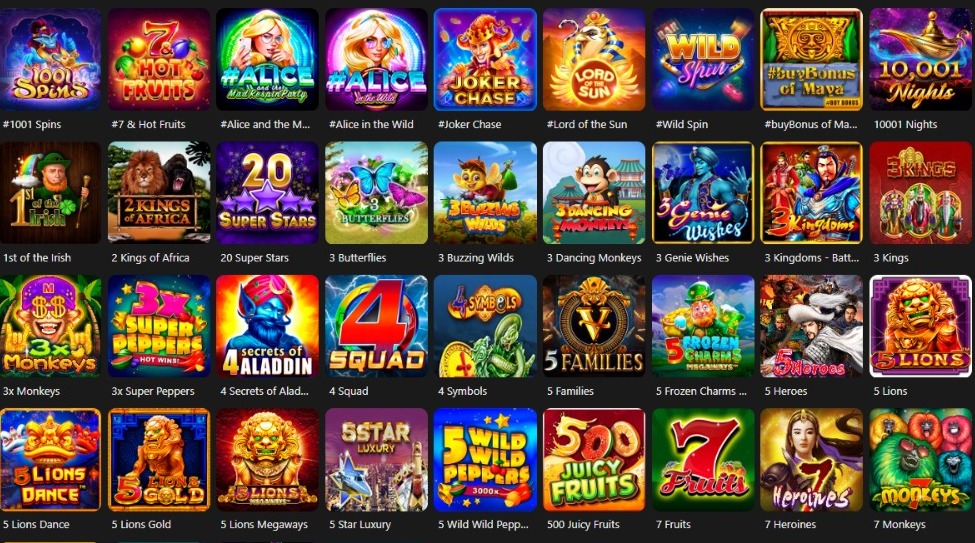 1001
Spins
7&
HOT
FRUITS
#ALICE
and the
MadRespinParty
#ALICE
In the Wild
JOKER
CHASE
LORD
OF THE
SUN
WILD
Spin
#buyBonus
of Maya
#BUY BONUS
10,001
Nights
#1001 Spins
#7 & Hot Fruits
#Alice and the M...
#Alice in the Wild
#Joker Chase
#Lord of the Sun
#Wild Spin
#buyBonus of Ma...
10001 Nights
1st
of the
Irish
2 KINGS
OF AFRICA
20
SUPER STARS
3
BUTTERFLIES
3 BUZZING
WILDS
3 DANCING
MONKEYS
3 Genie
Wishes
3 Kingdoms
3 KINGS
1st of the Irish
2 Kings of Africa
20 Super Stars
3 Butterflies
3 Buzzing Wilds
3 Dancing Monkeys
3 Genie Wishes
3 Kingdoms - Batt...
3 Kings
M
$ $
3x
Monkeys
3x
SUPER
PEPPERS
HOT WINS!
4 secrets of
ALADDIN
4
SQUAD
4
SYMBOLS
V
5 FAMILIES
5 FROZEN
CHARMS
MEGAWAYS
5Heroes
5 LIONS
3x Monkeys
3x Super Peppers
4 Secrets of Alad...
4 Squad
4 Symbols
5 Families
5 Frozen Charms ...
5 Heroes
5 Lions
5 LIONS
DANCE
5 LIONS
GOLD
5 LIONS
MEGAWAYS
5STAR
LUXURY
5 WILD
WILD
PEPPERS
3000x
500
JUICY
FRUITS
7
Fruits
7
Heroines
7
MONKEYS
5 Lions Dance
5 Lions Gold
5 Lions Megaways
5 Star Luxury
5 Wild Wild Pepp...
500 Juicy Fruits
7 Fruits
7 Heroines
7 Monkeys